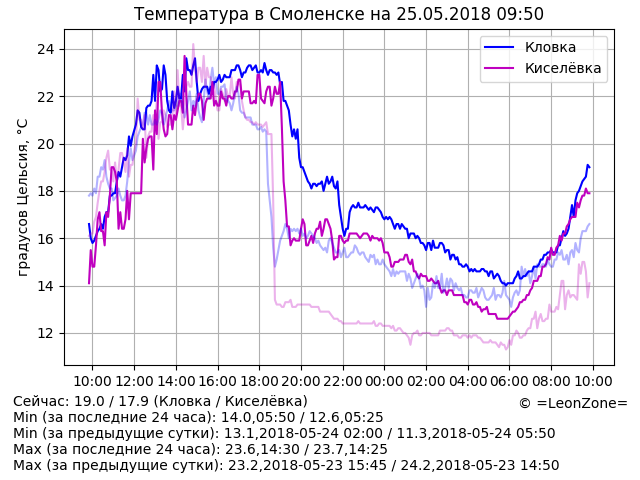 Температура в Смоленске на 25.05.2018 09:50
Кловка
Киселёвка
градусов Цельсия, °C
24
22
20
18
16
14
12
10:00 12:00 14:00 16:00 18:00 20:00 22:00 00:00 02:00 04:00 06:00 08:00 10:00
Сейчас: 19.0 / 17.9 (Кловка / Киселёвка)
© =LeonZone=
Min (за последние 24 часа): 14.0,05:50 / 12.6,05:25
Min (за предыдущие сутки): 13.1,2018-05-24 02:00 / 11.3,2018-05-24 05:50
Max (за последние 24 часа): 23.6,14:30 / 23.7,14:25
Max (за предыдущие сутки): 23.2,2018-05-23 15:45 / 24.2,2018-05-23 14:50